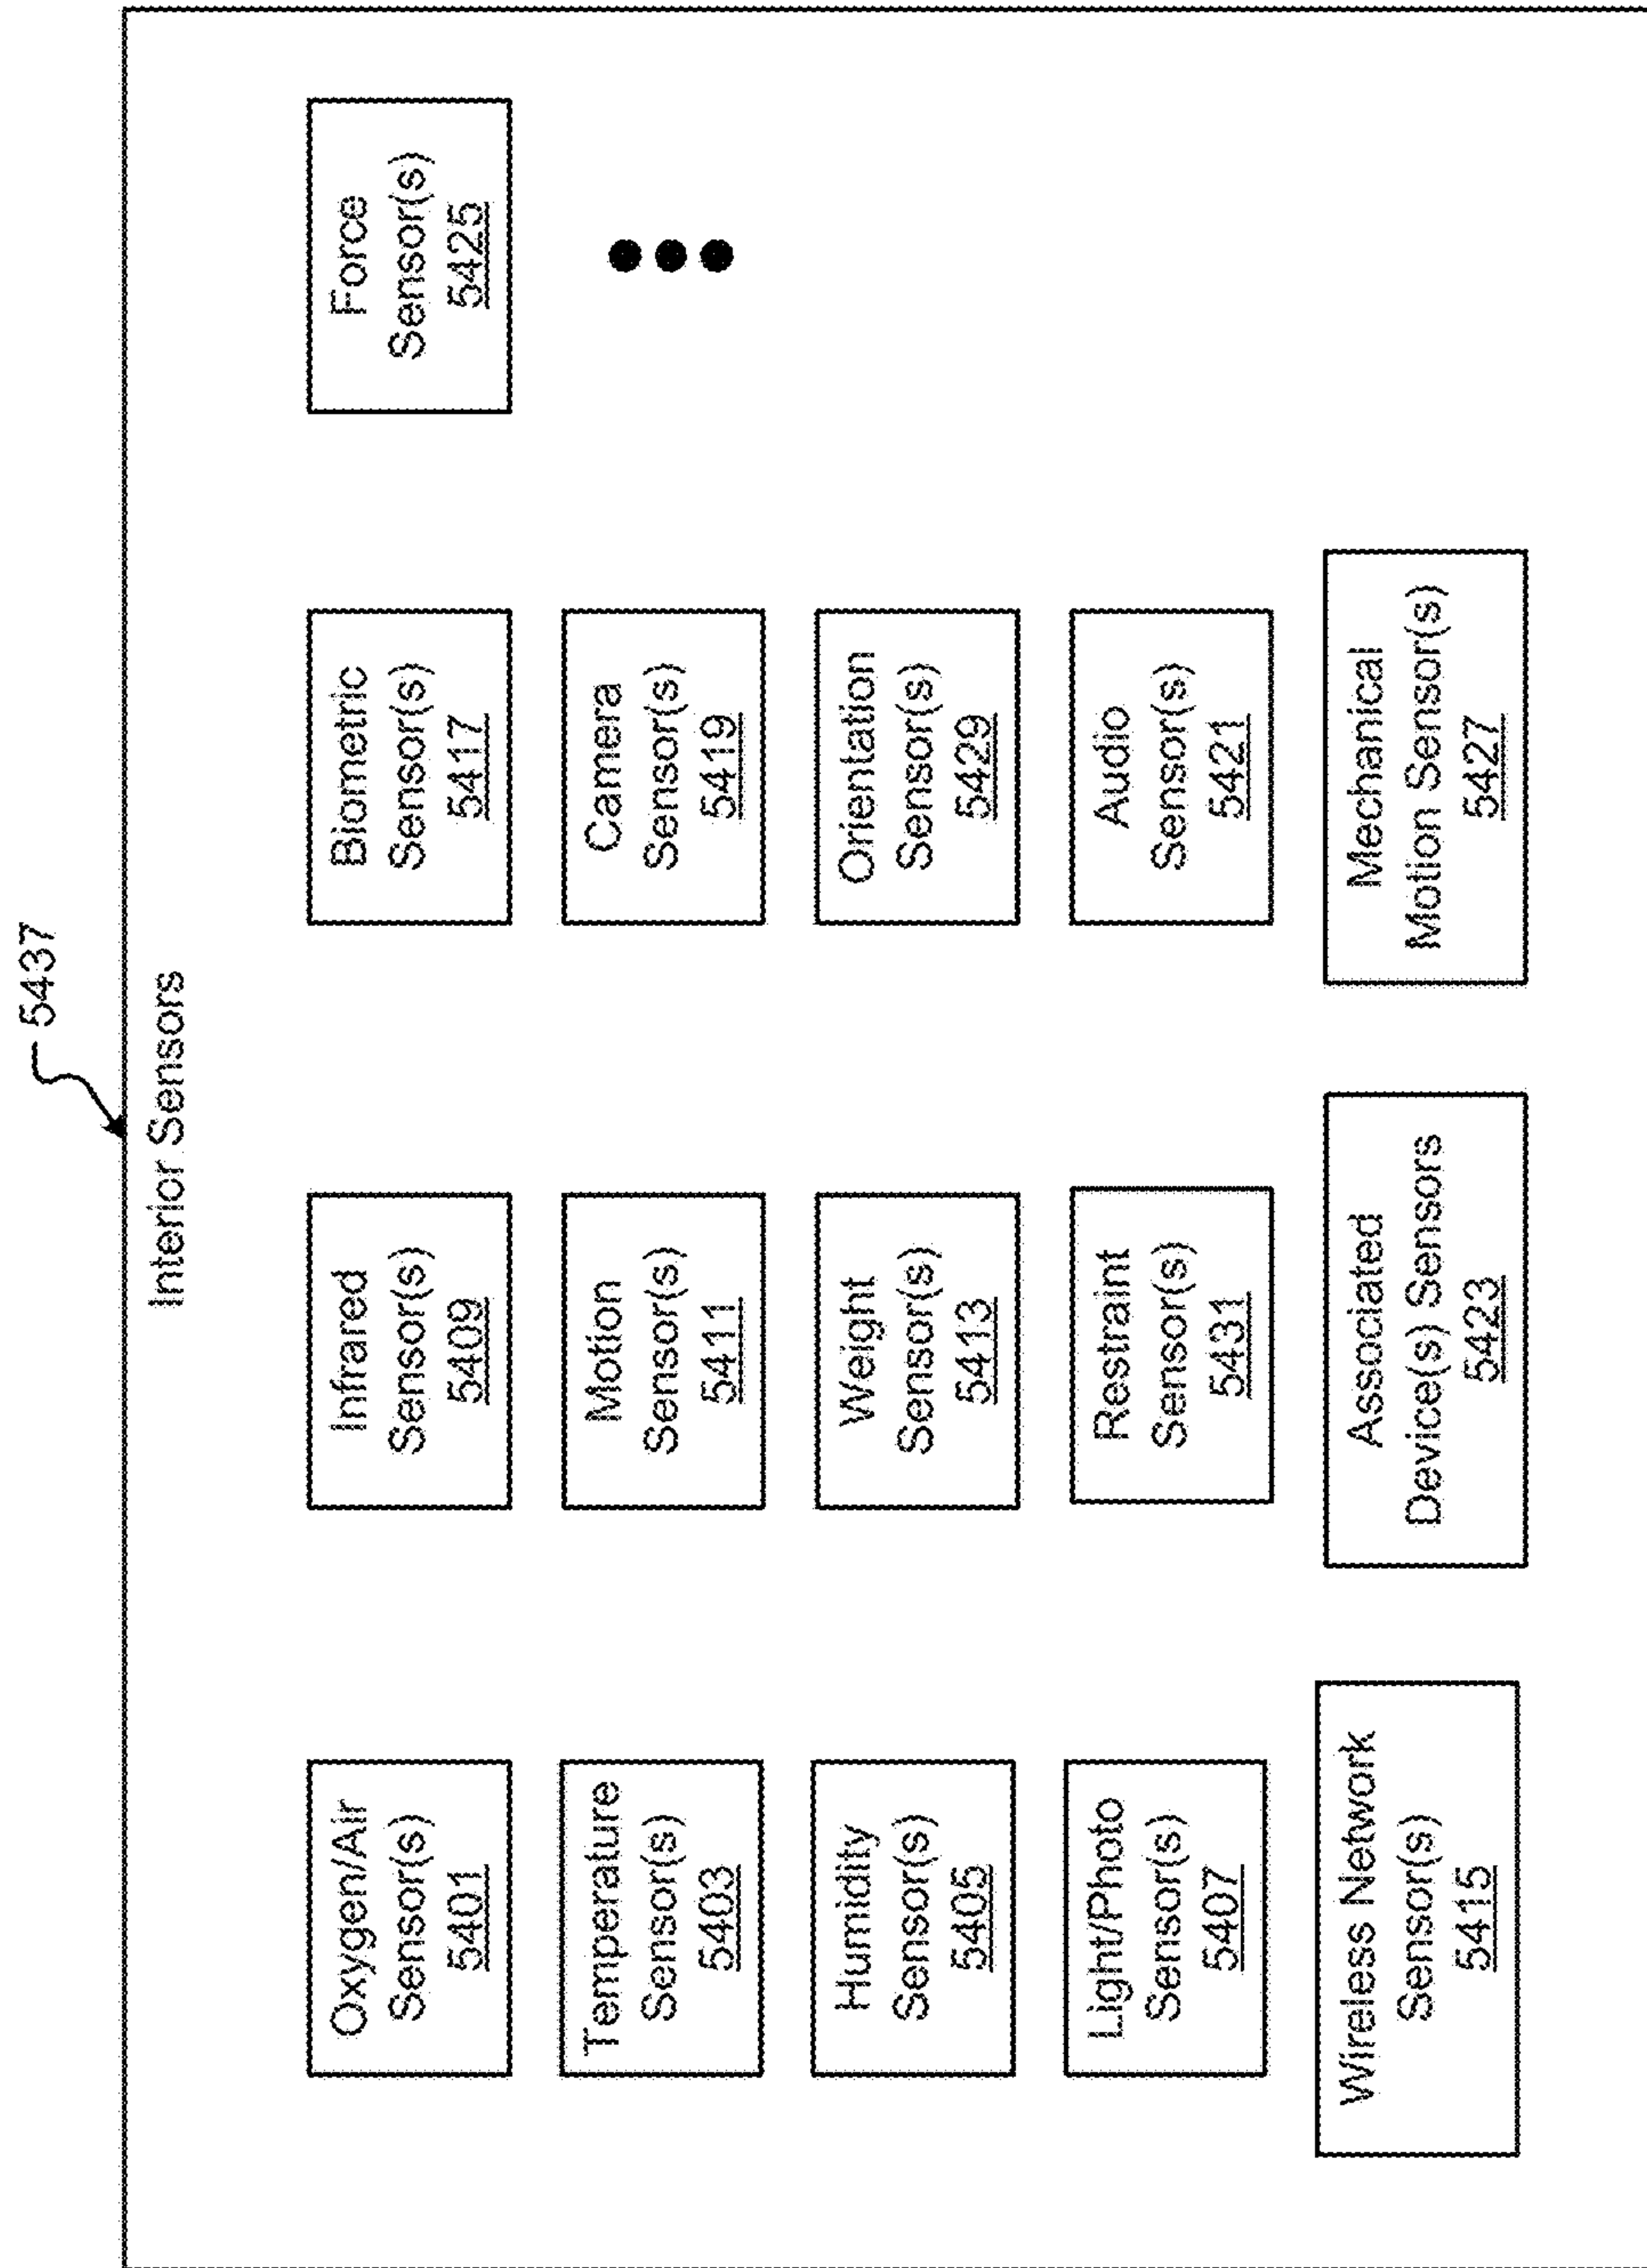 5437
Interior Sensors
Oxygen/Air
Sensor(s)
5401
Temperature
Sensor(s)
5403
Humidity
Sensor(s)
5405
Light/Photo
Sensor(s)
5407
Wireless Network
Sensor(s)
5415
Infrared
Sensor(s)
5409
Motion
Sensor(s)
5411
Weight
Sensor(s)
5413
Restraint
Sensor(s)
5431
Associated
Device(s) Sensors
5423
Biometric
Sensor(s)
5417
Camera
Sensor(s)
5419
Orientation
Sensor(s)
5429
Audio
Sensor(s)
5421
Mechanical
Motion Sensor(s)
5427
Force
Sensor(s)
5425